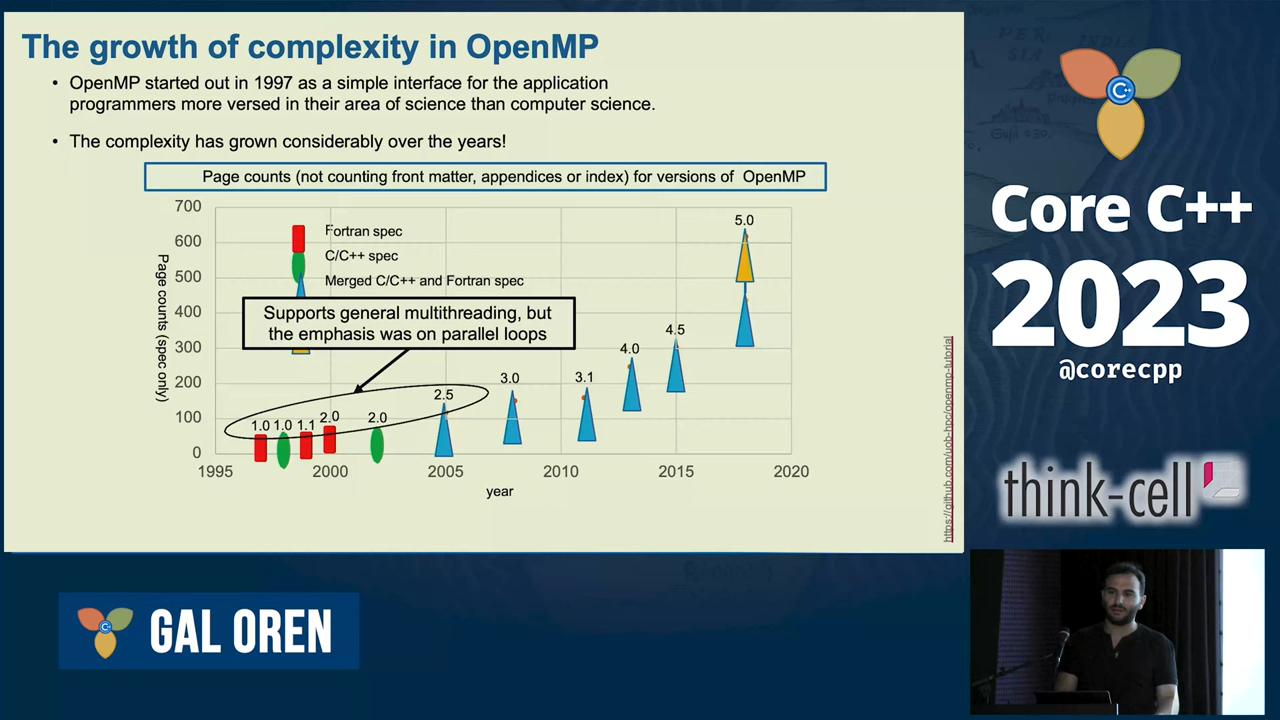 The growth of complexity in OpenMP
• OpenMP started out in 1997 as a simple interface for the application
programmers more versed in their area of science than computer science.
• The complexity has grown considerably over the years!
Page counts (not counting front matter, appendices or index) for versions of OpenMP
700
600
500
400
300
200
100
0
Page counts (spec only)
Fortran spec
C/C++ spec
Merged C/C++ and Fortran spec
Supports general multithreading, but
the emphasis was on parallel loops
1.0
1.0
1.1
2.0
2.0
2.5
3.0
3.1
4.0
4.5
5.0
1995
2000
2005
2010
2015
2020
year
https://github.com/uob-hpc/openmp-tutorial
C++
GAL OREN
C++
Core C++
2023
@corecpp
think-cell